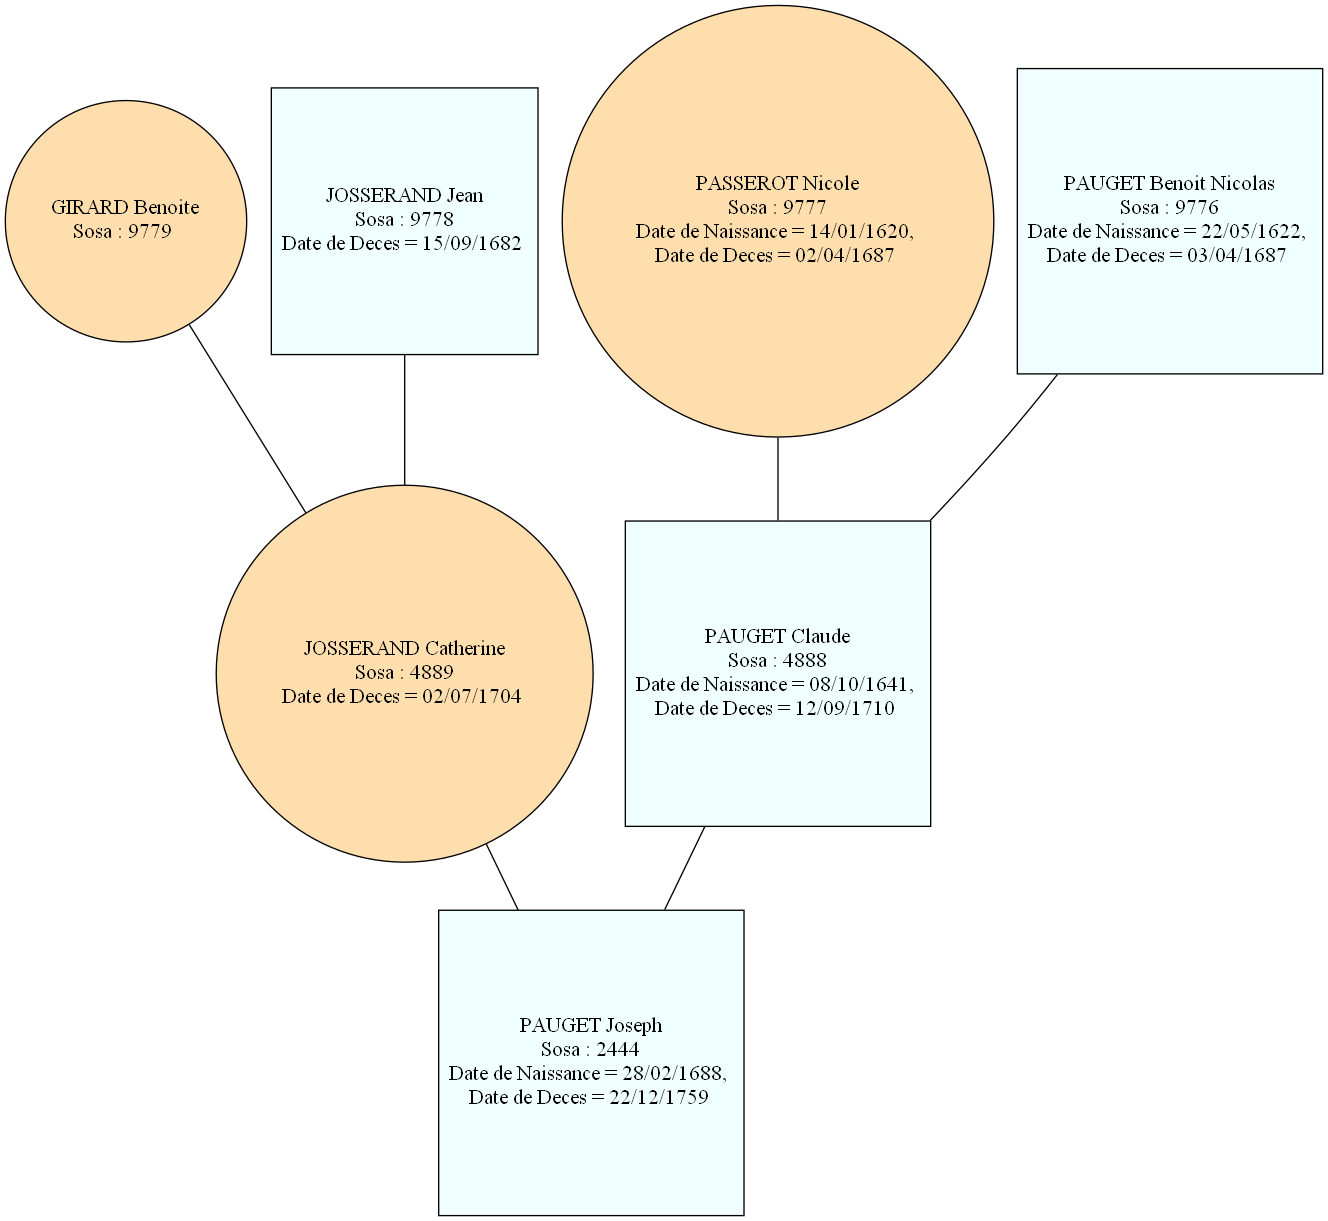 GIRARD Benoite
Sosa : 9779
JOSSERAND Jean
Sosa : 9778
Date de Deces = 15/09/1682
PASSEROT Nicole
Sosa : 9777
Date de Naissance = 14/01/1620,
Date de Deces = 02/04/1687
PAUGET Benoit Nicolas
Sosa : 9776
Date de Naissance = 22/05/1622,
Date de Deces = 03/04/1687
JOSSERAND Catherine
Sosa : 4889
Date de Deces = 02/07/1704
PAUGET Claude
Sosa : 4888
Date de Naissance = 08/10/1641,
Date de Deces = 12/09/1710
PAUGET Joseph
Sosa : 2444
Date de Naissance = 28/02/1688,
Date de Deces = 22/12/1759